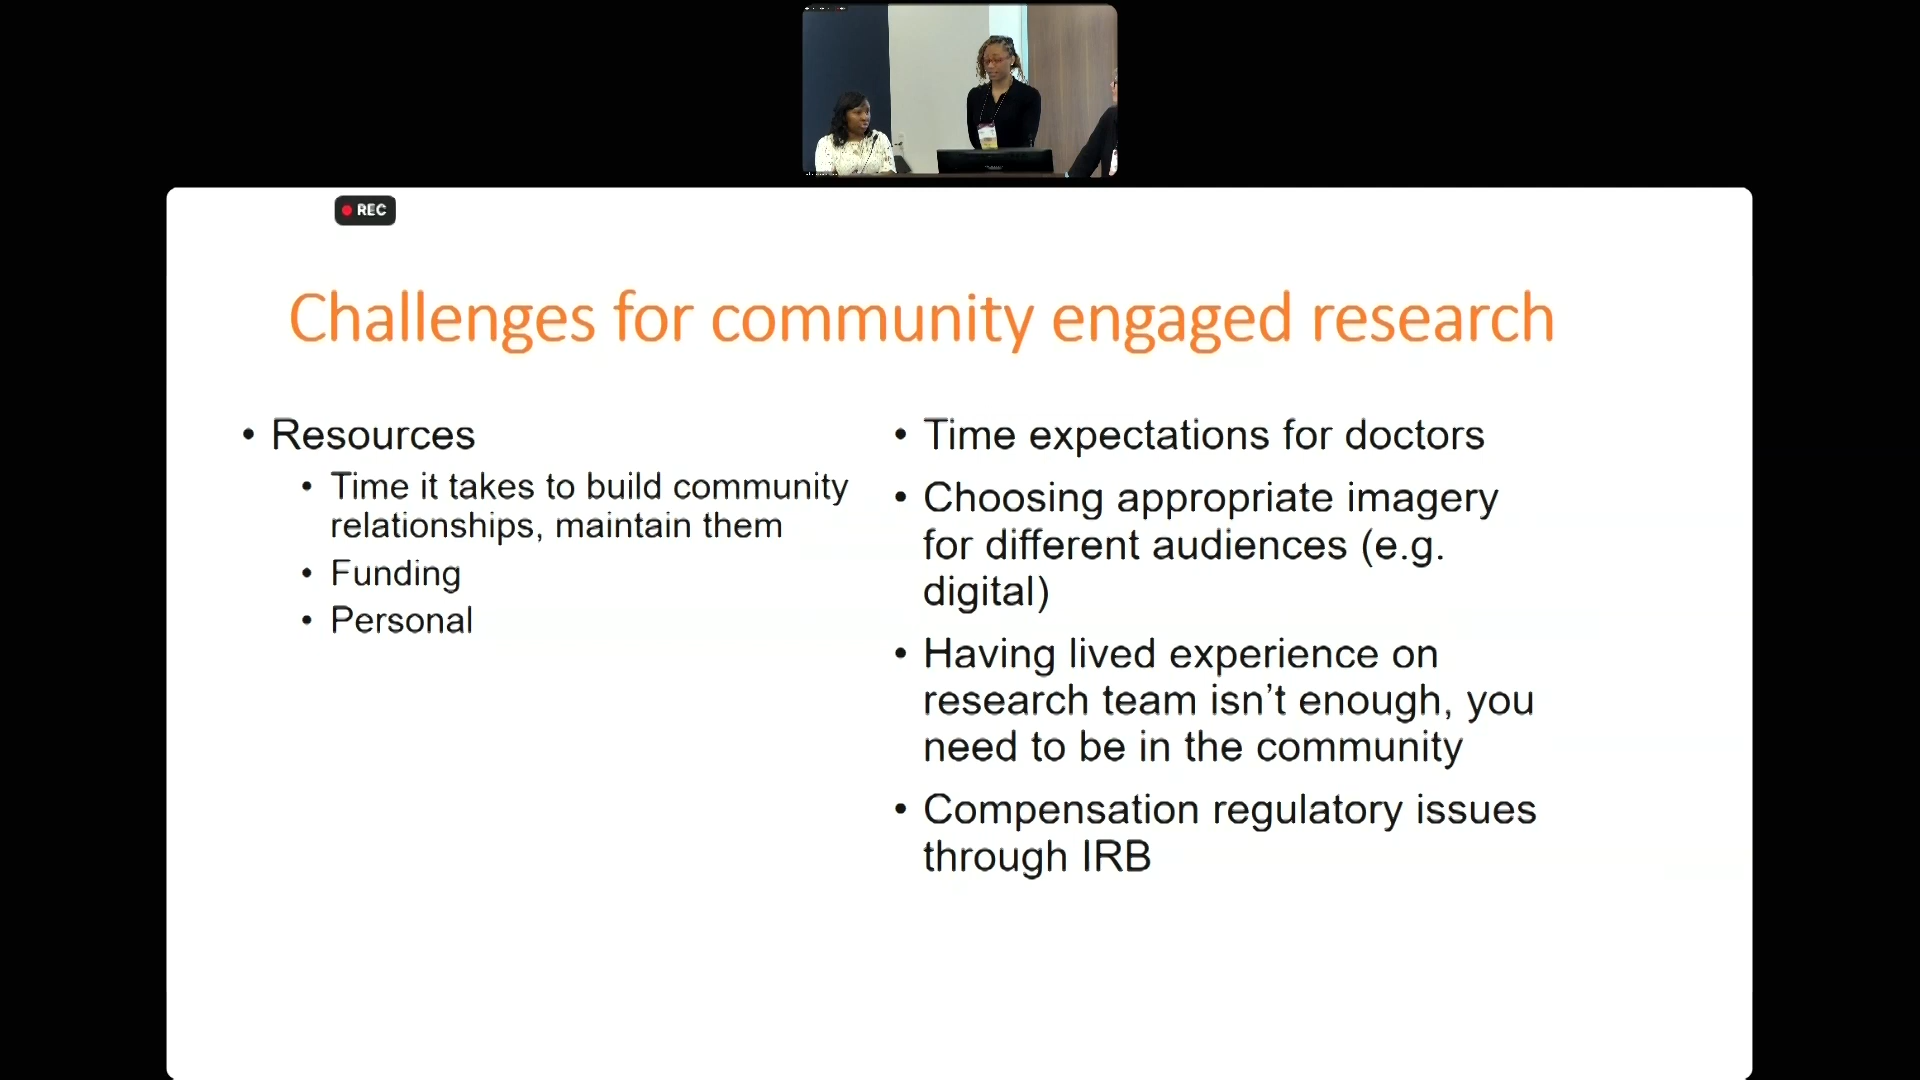 REC
Challenges for community engaged research
• Resources
• Time it takes to build community
relationships, maintain them
• Funding
• Personal
• Time expectations for doctors
• Choosing appropriate imagery
for different audiences (e.g.
digital)
• Having lived experience on
research team isn’t enough, you
need to be in the community
• Compensation regulatory issues
through IRB